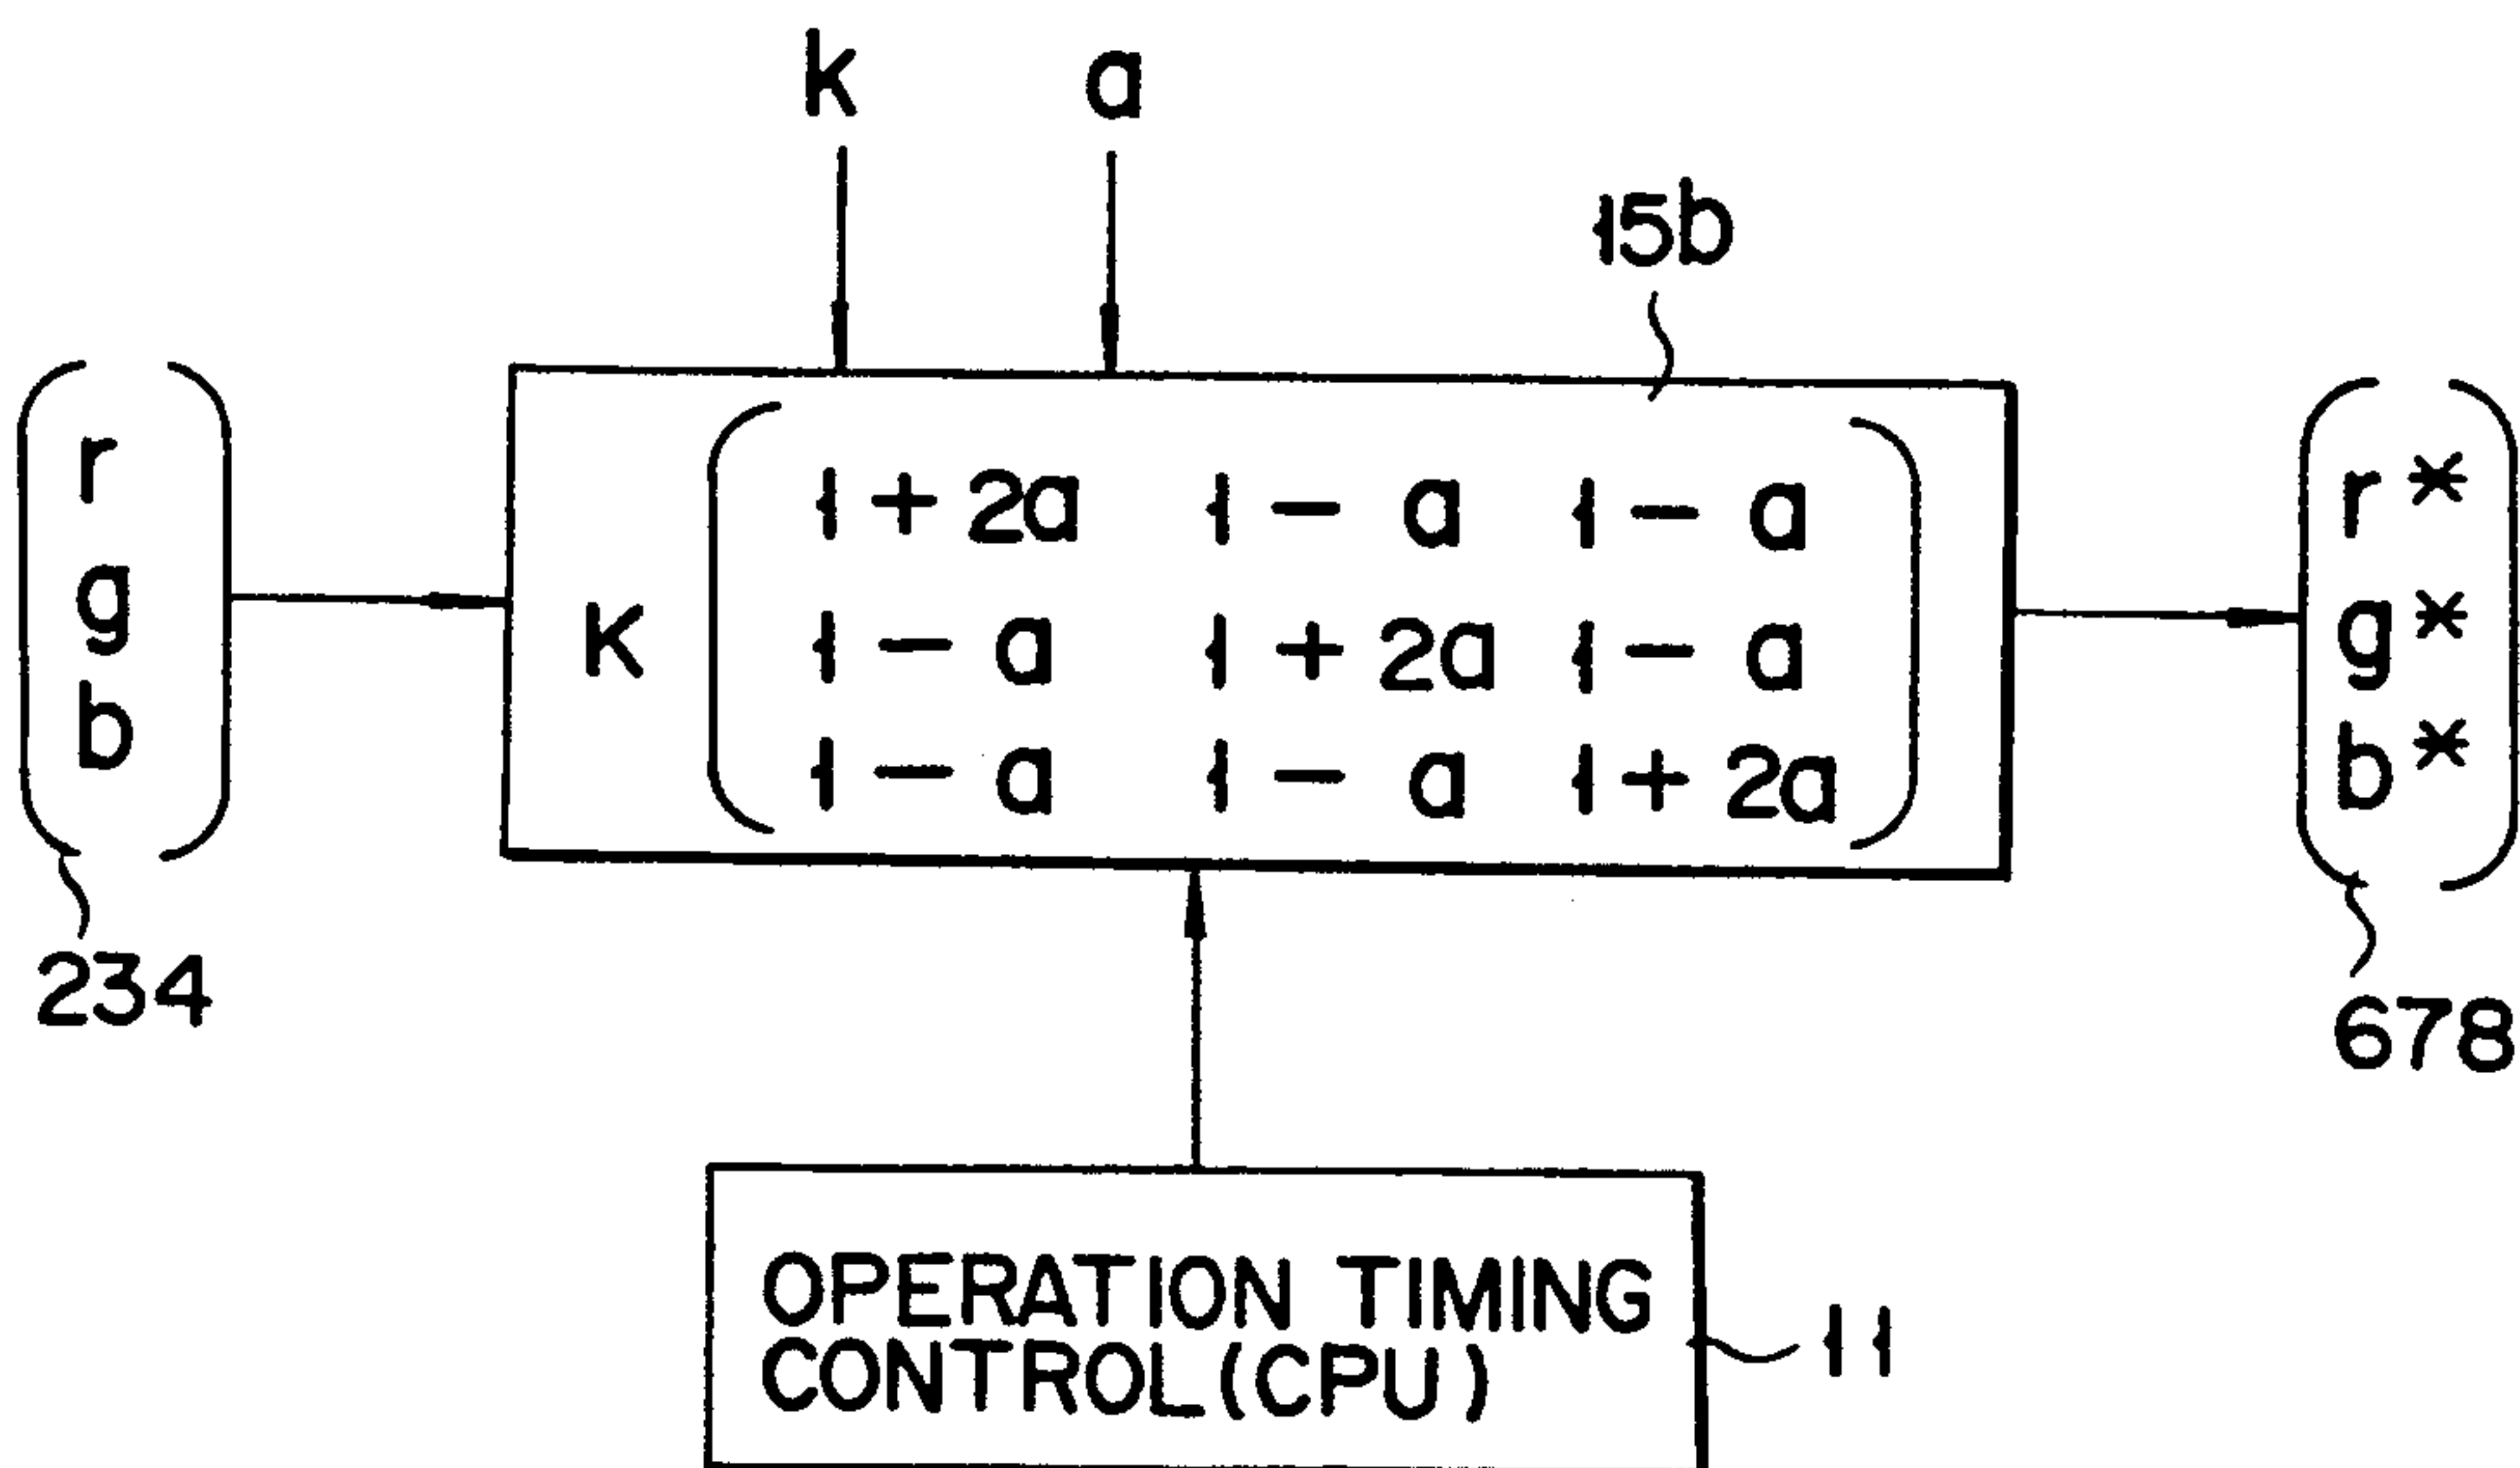 k a
15b
r
g
b
234
1 + 2a 1 - a 1 - a
K 1 - a 1 + 2a 1 - a
1 - a 1 - a 1 + 2a
r*
g*
b*
678
OPERATION TIMING
CONTROL(CPU)
11